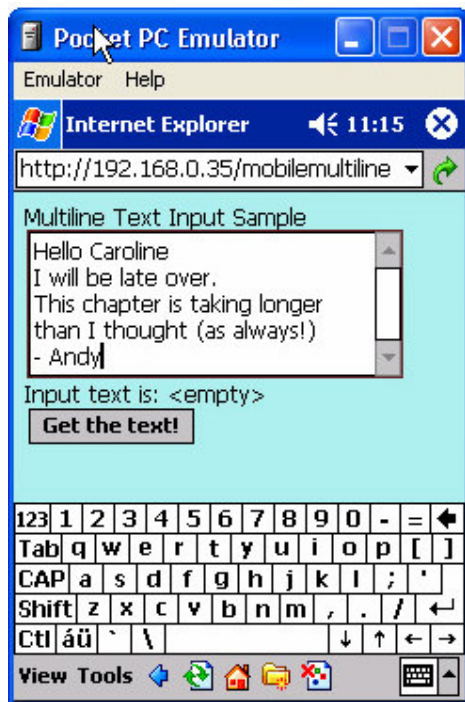 Pocket PC Emulator
Emulator Help
Internet Explorer 11:15
http://192.168.0.35/mobilemultiline
Multiline Text Input Sample
Hello Caroline
I will be late over.
This chapter is taking longer
than I thought (as always!)
- Andy
Input text is: <empty>
Get the text!
123 1 2 3 4 5 6 7 8 9 0 - =
Tab q w e r t y u i o p [ ]
CAP a s d f g h j k l ; '
Shift z x c v b n m , . /
Ctl áü ` \
View Tools